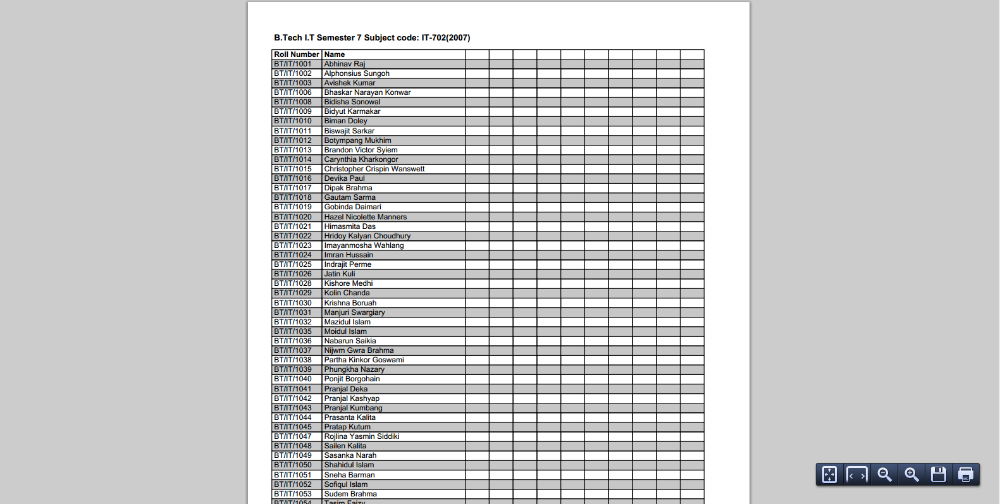 B.Tech I.T Semester 7 Subject code: IT-702(2007)
Roll Number Name
BT/IT/1001 Abhinav Raj
BT/IT/1002 Alphonsius Sungoh
BT/IT/1003 Avishek Kumar
BT/IT/1006 Bhaskar Narayan Konwar
BT/IT/1008 Bidisha Sonowal
BT/IT/1009 Bidyut Karmakar
BT/IT/1010 Biman Doley
BT/IT/1011 Biswajit Sarkar
BT/IT/1012 Botympang Mukhim
BT/IT/1013 Brandon Victor Syiem
BT/IT/1014 Carynthia Kharkongor
BT/IT/1015 Christopher Crispin Wanswett
BT/IT/1016 Devika Paul
BT/IT/1017 Dipak Brahma
BT/IT/1018 Gautam Sarma
BT/IT/1019 Gobinda Daimari
BT/IT/1020 Hazel Nicolette Manners
BT/IT/1021 Himasmita Das
BT/IT/1022 Hridoy Kalyan Choudhury
BT/IT/1023 Imayanmosha Wahlang
BT/IT/1024 Imran Hussain
BT/IT/1025 Indrajit Perme
BT/IT/1026 Jatin Kuli
BT/IT/1028 Kishore Medhi
BT/IT/1029 Kolin Chanda
BT/IT/1030 Krishna Boruah
BT/IT/1031 Manjuri Swargiary
BT/IT/1032 Mazidul Islam
BT/IT/1035 Moidul Islam
BT/IT/1036 Nabarun Saikia
BT/IT/1037 Nijwm Gwra Brahma
BT/IT/1038 Partha Kinkor Goswami
BT/IT/1039 Phungkha Nazary
BT/IT/1040 Ponjit Borgohain
BT/IT/1041 Pranjal Deka
BT/IT/1042 Pranjal Kashyap
BT/IT/1043 Pranjal Kumbang
BT/IT/1044 Prasanta Kalita
BT/IT/1045 Pratap Kutum
BT/IT/1047 Rojlina Yasmin Siddiki
BT/IT/1048 Sailen Kalita
BT/IT/1049 Sasanka Narah
BT/IT/1050 Shahidul Islam
BT/IT/1051 Sneha Barman
BT/IT/1052 Sofiqul Islam
BT/IT/1053 Sudem Brahma
BT/IT/1054 Tasim Faizy